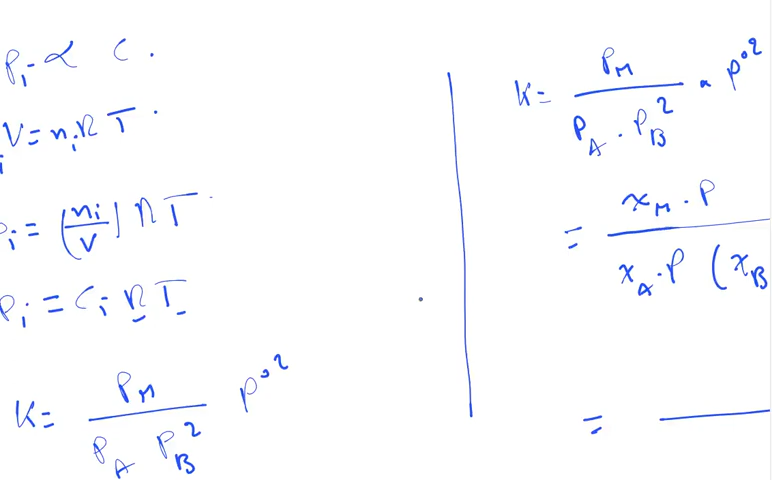 Pi ∝ C.
iV = niRT.
Pi = (ni/V) RT
Pi = Ci RT
K = PM / (PA PB²) P°²
K = PM / (PA . PB²) × P°²
= xM . P / (xA . P (xB
=